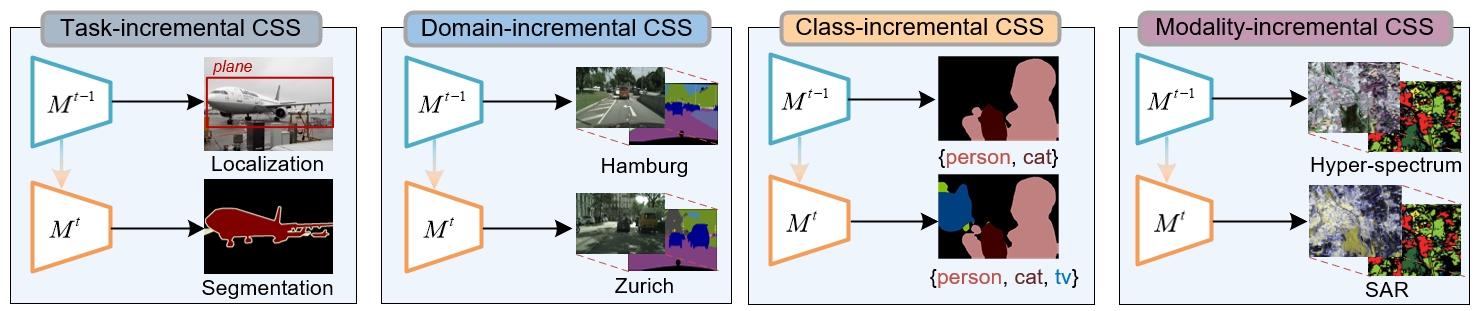 Task-incremental CSS
M^{t-1}
plane
Localization
M^t
Segmentation
Domain-incremental CSS
M^{t-1}
Hamburg
M^t
Zurich
Class-incremental CSS
M^{t-1}
{person, cat}
M^t
{person, cat, tv}
Modality-incremental CSS
M^{t-1}
Hyper-spectrum
M^t
SAR